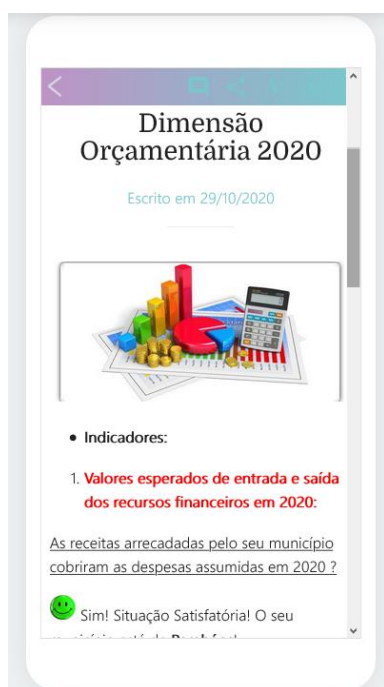 Dimensão
Orçamentária 2020
Escrito em 29/10/2020
• Indicadores:
1. Valores esperados de entrada e saída
dos recursos financeiros em 2020:
As receitas arrecadadas pelo seu município
cobriram as despesas assumidas em 2020 ?
Sim! Situação Satisfatória! O seu